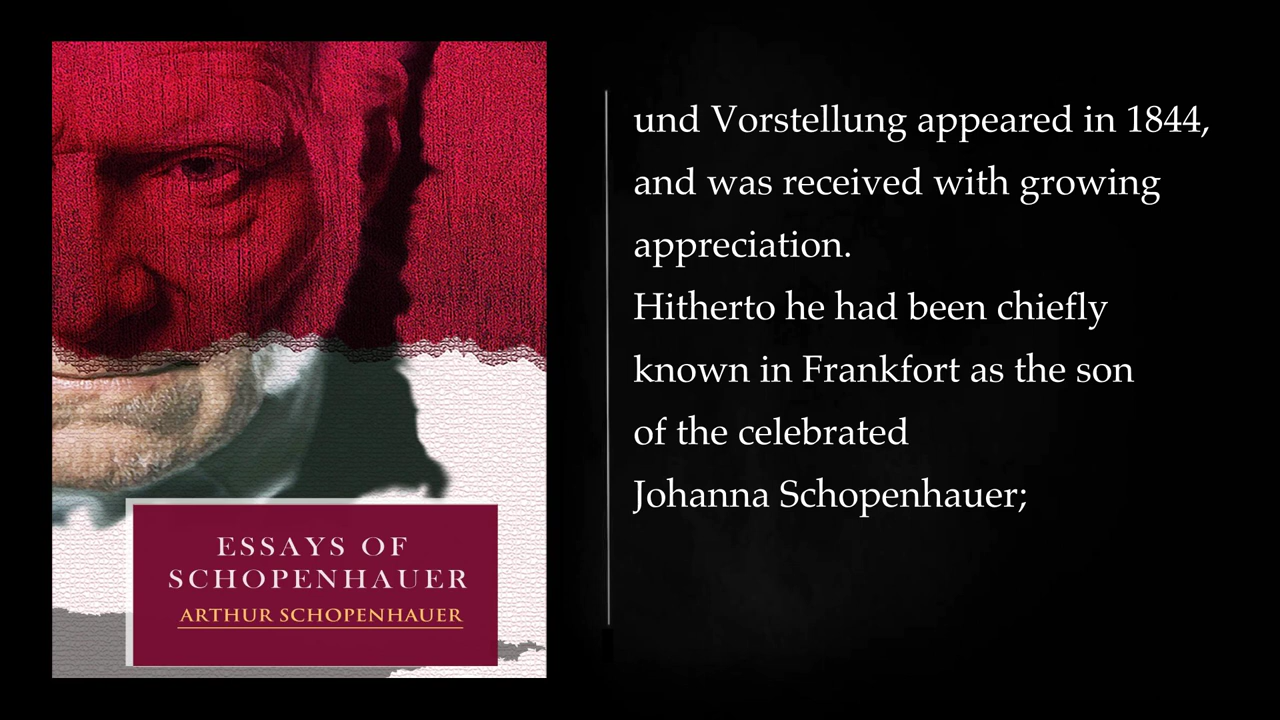 ESSAYS OF
SCHOPENHAUER
ARTHUR SCHOPENHAUER
und Vorstellung appeared in 1844,
and was received with growing
appreciation.
Hitherto he had been chiefly
known in Frankfort as the son
of the celebrated
Johanna Schopenhauer;